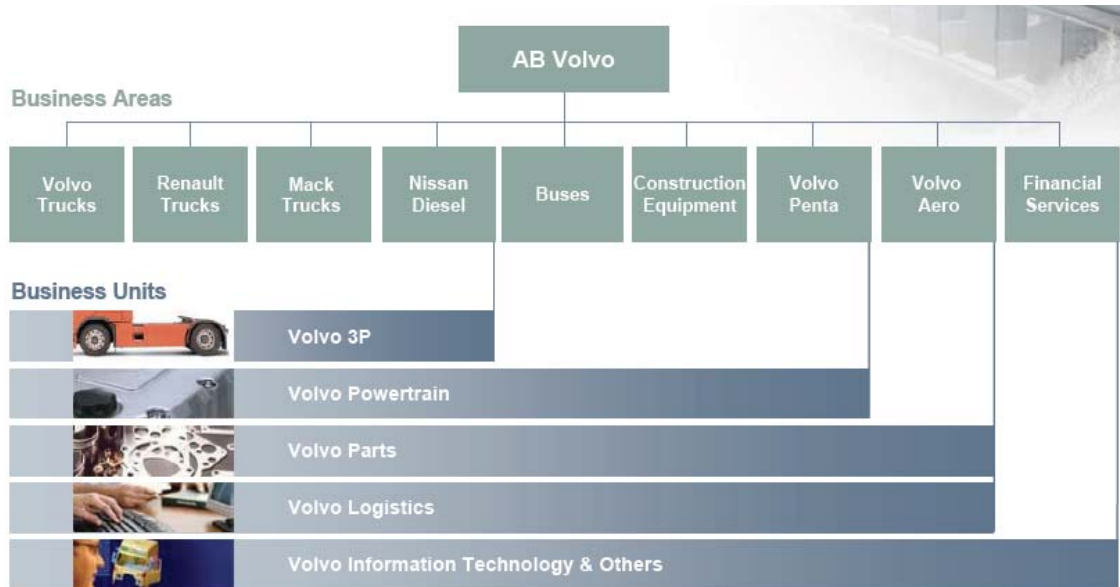 AB Volvo
Business Areas
Volvo
Trucks
Renault
Trucks
Mack
Trucks
Nissan
Diesel
Buses
Construction
Equipment
Volvo
Penta
Volvo
Aero
Financial
Services
Business Units
Volvo 3P
Volvo Powertrain
Volvo Parts
Volvo Logistics
Volvo Information Technology & Others